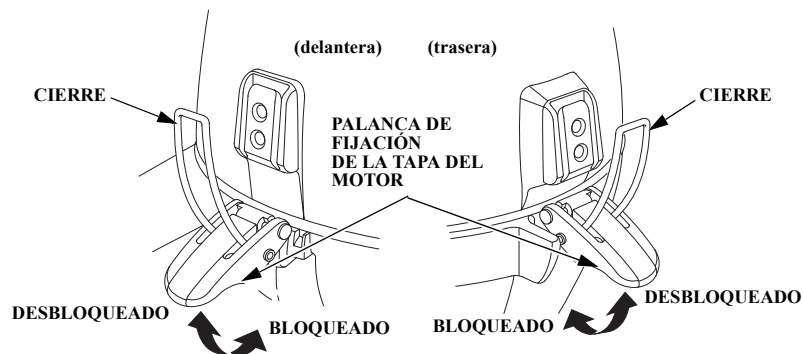 (delantera)
(trasera)
CIERRE
CIERRE
PALANCA DE
FIJACIÓN
DE LA TAPA DEL
MOTOR
DESBLOQUEADO
BLOQUEADO
BLOQUEADO
DESBLOQUEADO